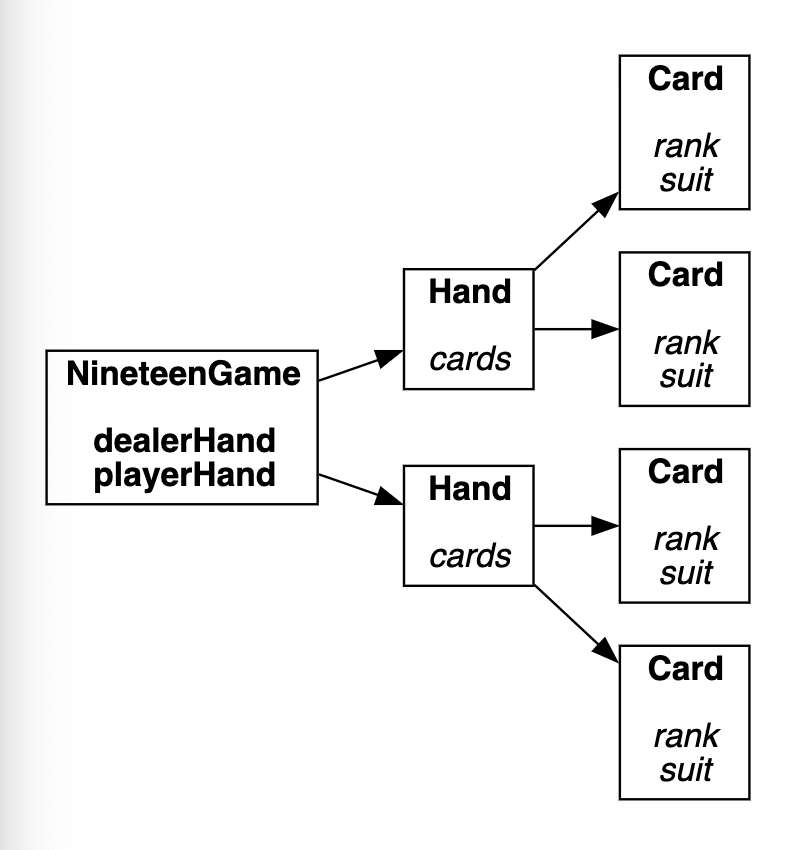 NineteenGame
dealerHand
playerHand
Hand
cards
Hand
cards
Card
rank
suit
Card
rank
suit
Card
rank
suit
Card
rank
suit